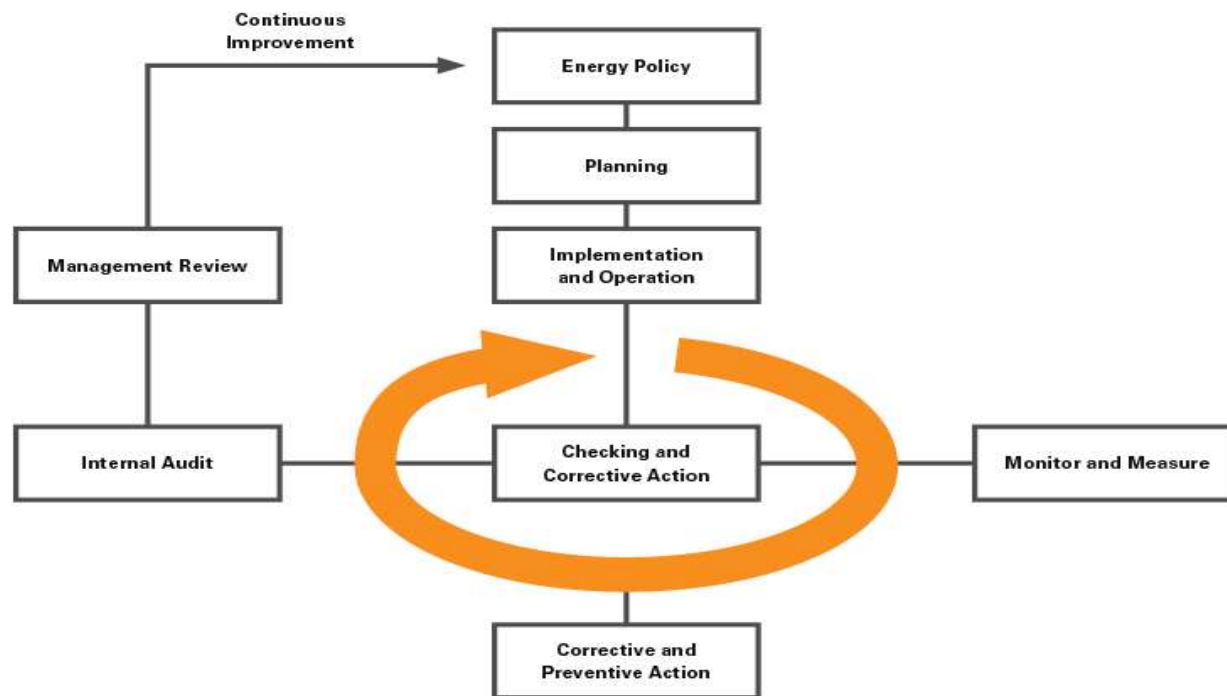 Continuous
Improvement
Energy Policy
Planning
Management Review
Implementation
and Operation
Internal Audit
Checking and
Corrective Action
Monitor and Measure
Corrective and
Preventive Action